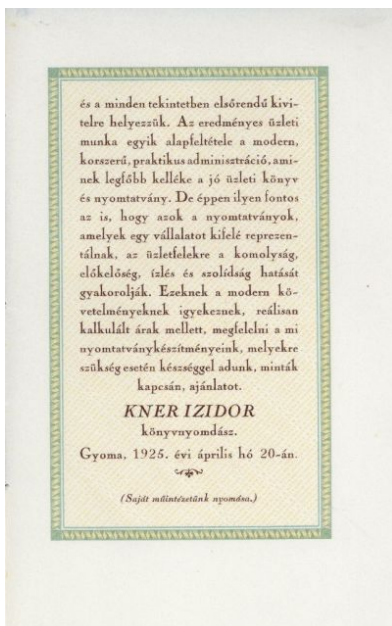 és a minden tekintetben elsőrendű kivi-
telre helyezzük. Az eredményes üzleti
munka egyik alapfeltétele a modern,
korszerű, praktikus adminisztráció, ami-
nek legfőbb kelléke a jó üzleti könyv
és nyomtatvány. De éppen ilyen fontos
az is, hogy azok a nyomtatványok,
amelyek egy vállalatot kifelé reprezen-
tálnak, az üzletfelekre a komolyság,
előkelőség, ízlés és szolídság hatását
gyakorolják. Ezeknek a modern kö-
vetelményeknek igyekeznek, reálisan
kalkulált árak mellett, megfelelni a mi
nyomtatványkészítményeink, melyekre
szükség esetén készséggel adunk, minták
kapcsán, ajánlatot.
KNER IZIDOR
könyvnyomdász.
Gyoma, 1925. évi április hó 20-án.
(Saját műintézetünk nyomása.)